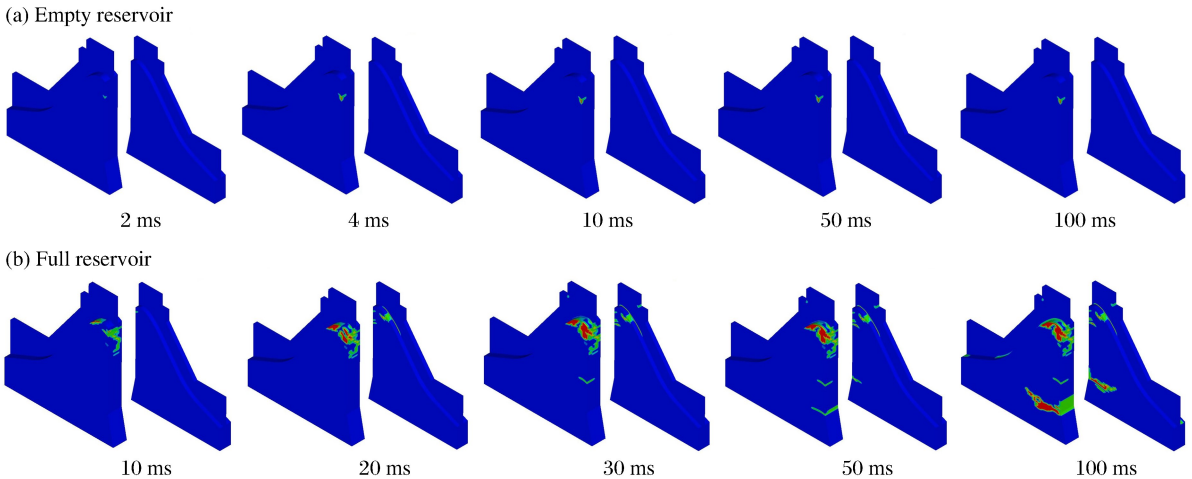 (a) Empty reservoir
2 ms 4 ms 10 ms 50 ms 100 ms
(b) Full reservoir
10 ms 20 ms 30 ms 50 ms 100 ms